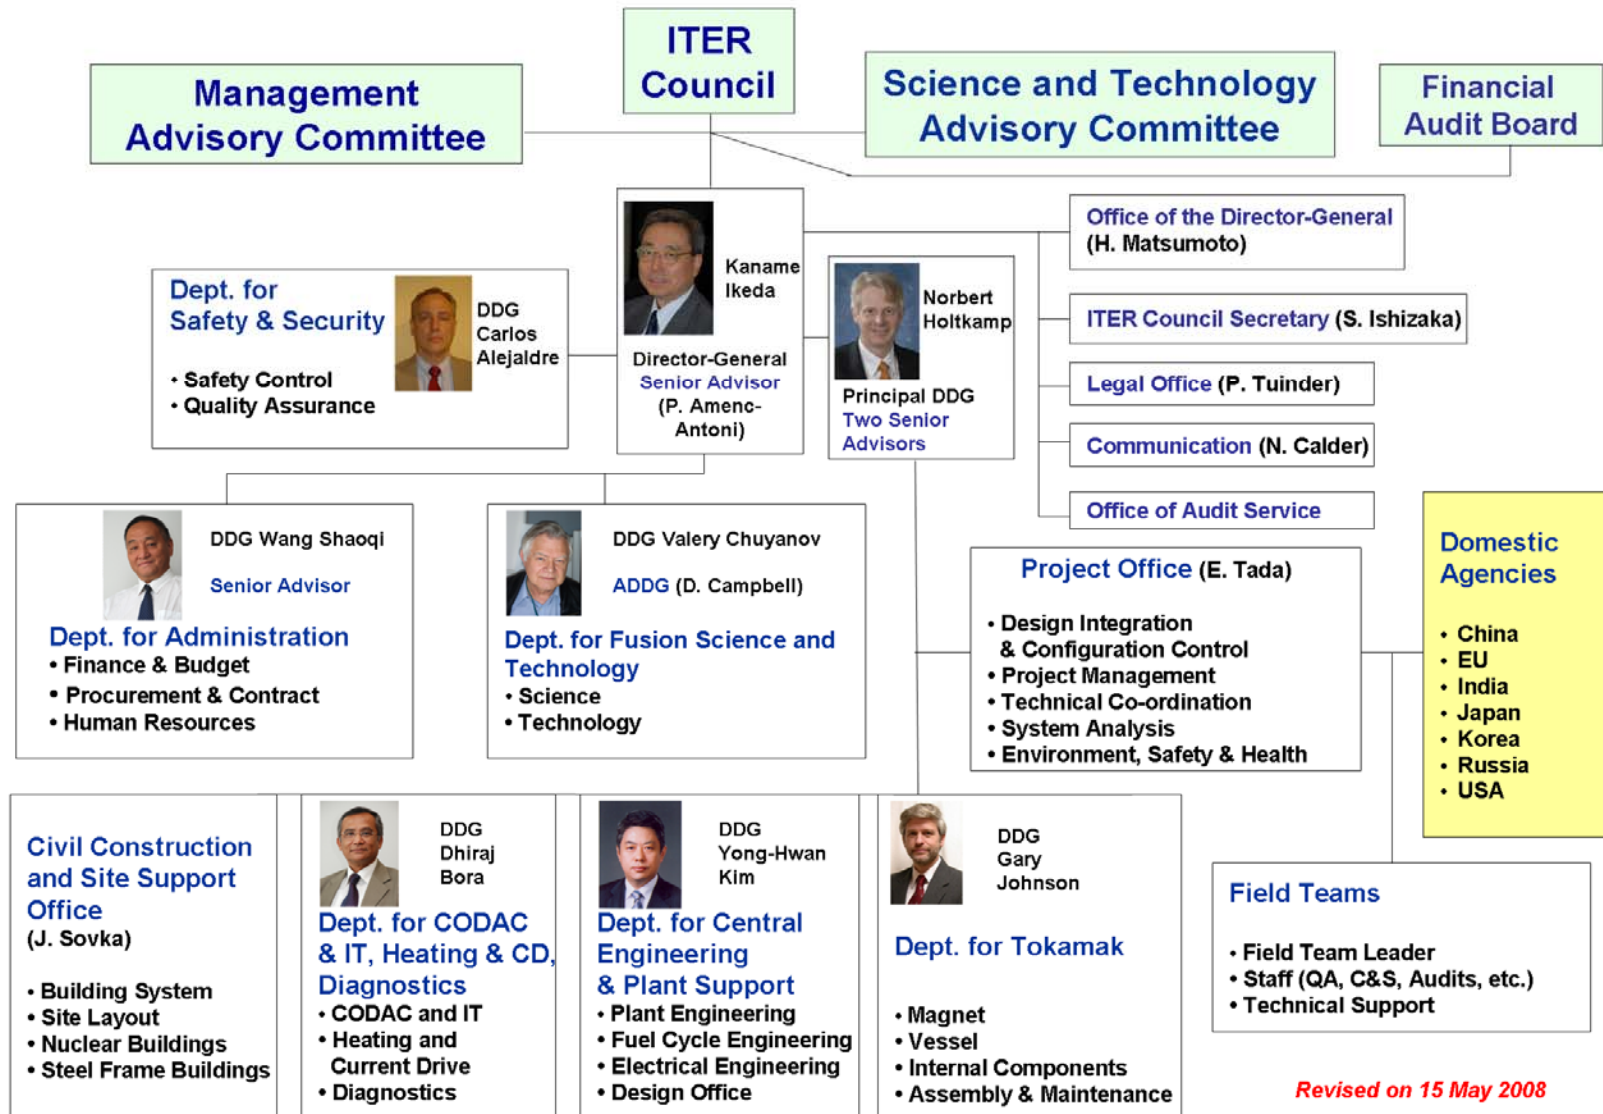 ITER
Council
Management
Advisory Committee
Science and Technology
Advisory Committee
Financial
Audit Board
Kaname
Ikeda
Director-General
Senior Advisor
(P. Amenc-
Antoni)
Norbert
Holtkamp
Principal DDG
Two Senior
Advisors
Office of the Director-General
(H. Matsumoto)
ITER Council Secretary (S. Ishizaka)
Legal Office (P. Tuinder)
Communication (N. Calder)
Office of Audit Service
Dept. for
Safety & Security
• Safety Control
• Quality Assurance
DDG
Carlos
Alejaldre
DDG Wang Shaoqi
Senior Advisor
Dept. for Administration
• Finance & Budget
• Procurement & Contract
• Human Resources
DDG Valery Chuyanov
ADDG (D. Campbell)
Dept. for Fusion Science and
Technology
• Science
• Technology
Project Office (E. Tada)
• Design Integration
& Configuration Control
• Project Management
• Technical Co-ordination
• System Analysis
• Environment, Safety & Health
Domestic
Agencies
• China
• EU
• India
• Japan
• Korea
• Russia
• USA
Civil Construction
and Site Support
Office
(J. Sovka)
• Building System
• Site Layout
• Nuclear Buildings
• Steel Frame Buildings
DDG
Dhiraj
Bora
Dept. for CODAC
& IT, Heating & CD,
Diagnostics
• CODAC and IT
• Heating and
Current Drive
• Diagnostics
DDG
Yong-Hwan
Kim
Dept. for Central
Engineering
& Plant Support
• Plant Engineering
• Fuel Cycle Engineering
• Electrical Engineering
• Design Office
DDG
Gary
Johnson
Dept. for Tokamak
• Magnet
• Vessel
• Internal Components
• Assembly & Maintenance
Field Teams
• Field Team Leader
• Staff (QA, C&S, Audits, etc.)
• Technical Support
Revised on 15 May 2008